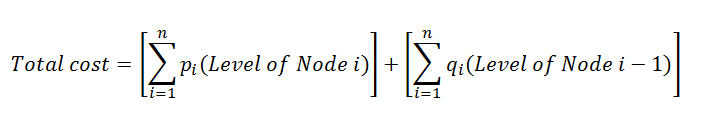 Total cost = [∑_{i=1}^{n} p_i (Level of Node i)] + [∑_{i=1}^{n} q_i (Level of Node i − 1)]